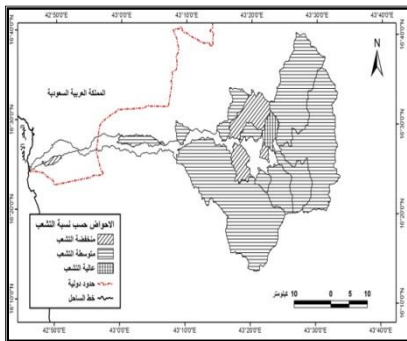 42°50'0"E 43°0'0"E 43°10'0"E 43°20'0"E 43°30'0"E 43°40'0"E
N
المملكة العربية السعودية
البحر الاحمر
الاحواض حسب نسبة التشعب
منخفضة التشعب
متوسطة التشعب
عالية التشعب
حدود دولية
خط الساحل
10 5 0 10
كيلومتر
42°50'0"E 43°0'0"E 43°10'0"E 43°20'0"E 43°30'0"E 43°40'0"E